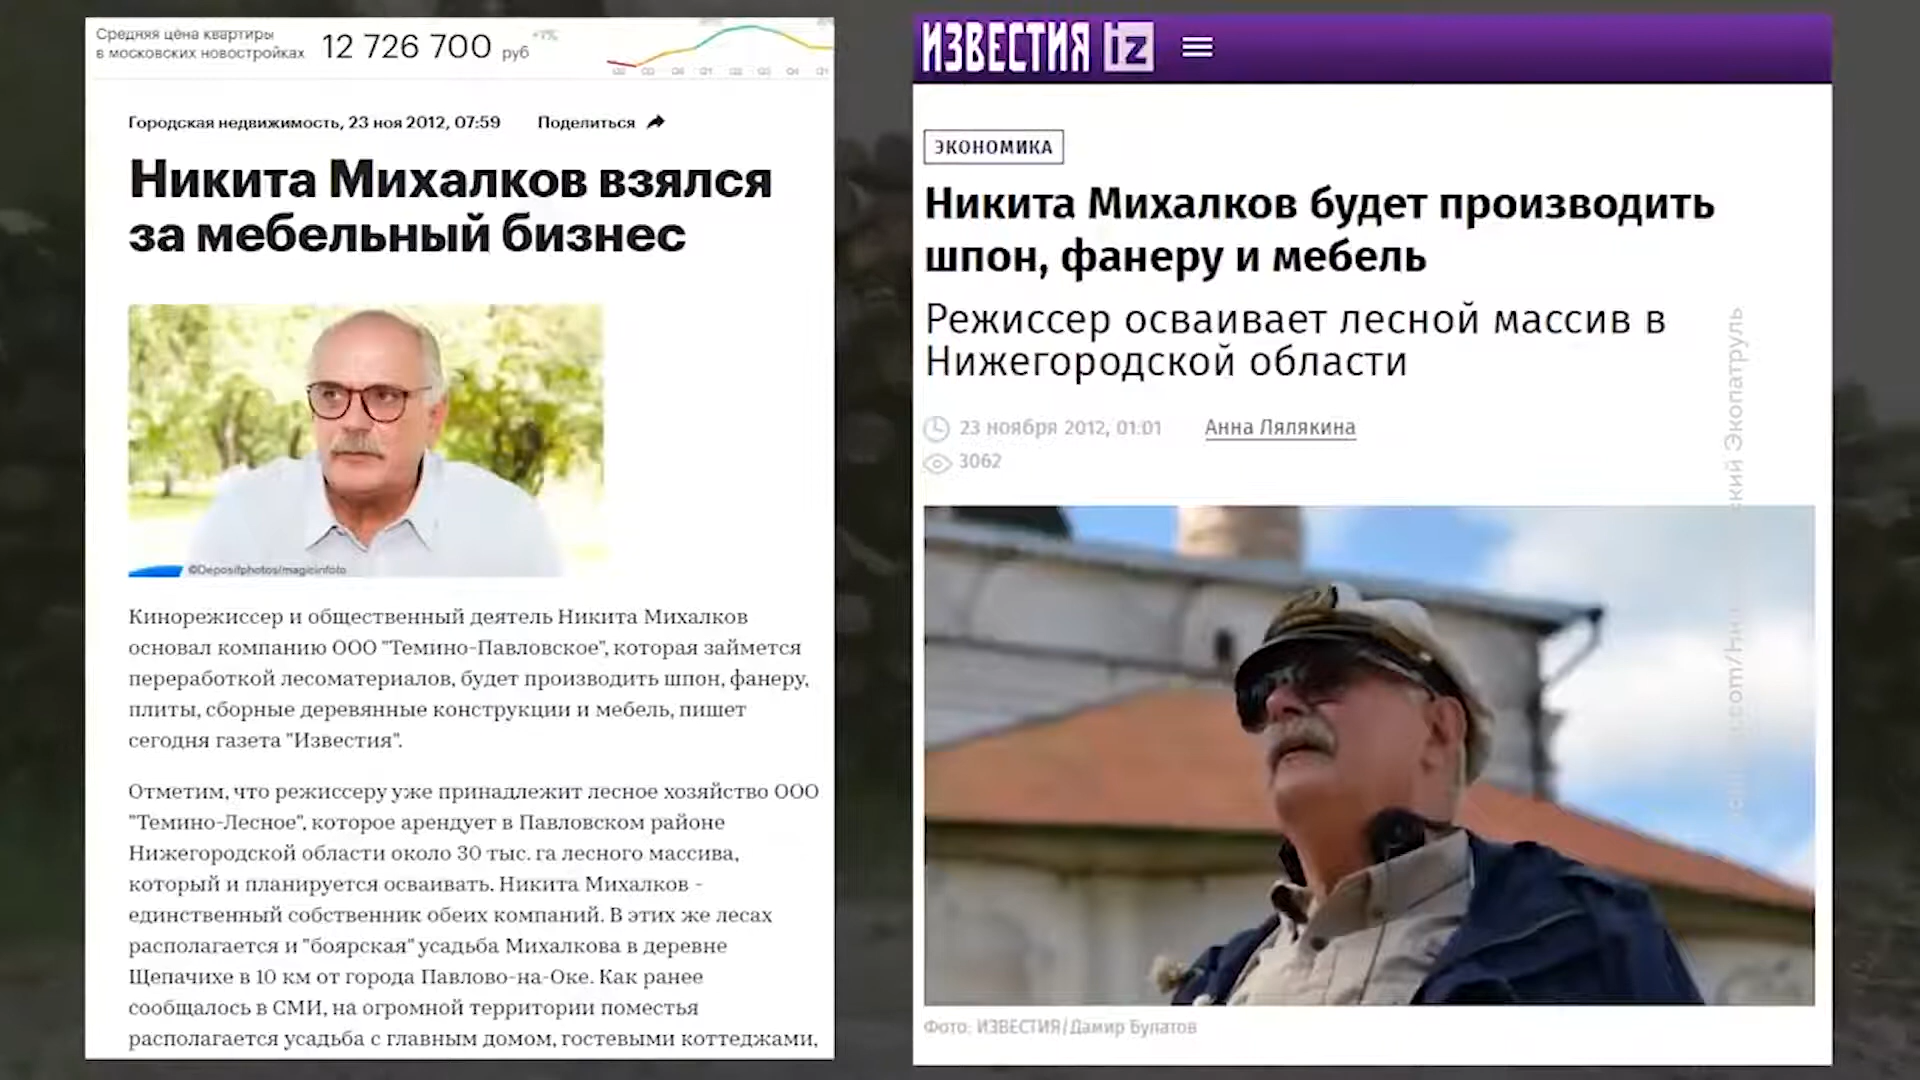 Средняя цена квартиры
в московских новостройках
12 726 700 руб
+7%
Городская недвижимость, 23 ноя 2012, 07:59
Поделиться
Никита Михалков взялся
за мебельный бизнес
©Depositphotos/magicinfoto
Кинорежиссер и общественный деятель Никита Михалков
основал компанию ООО "Темино-Павловское", которая займется
переработкой лесоматериалов, будет производить шпон, фанеру,
плиты, сборные деревянные конструкции и мебель, пишет
сегодня газета "Известия".
Отметим, что режиссеру уже принадлежит лесное хозяйство ООО
"Темино-Лесное", которое арендует в Павловском районе
Нижегородской области около 30 тыс. га лесного массива,
который и планируется осваивать. Никита Михалков -
единственный собственник обеих компаний. В этих же лесах
располагается и "боярская" усадьба Михалкова в деревне
Щепачихе в 10 км от города Павлово-на-Оке. Как ранее
сообщалось в СМИ, на огромной территории поместья
располагается усадьба с главным домом, гостевыми коттеджами,
ИЗВЕСТИЯ iz
ЭКОНОМИКА
Никита Михалков будет производить
шпон, фанеру и мебель
Режиссер осваивает лесной массив в
Нижегородской области
23 ноября 2012, 01:01
Анна Лялякина
3062
Фото: ИЗВЕСТИЯ/Дамир Булатов
кий Экопатруль